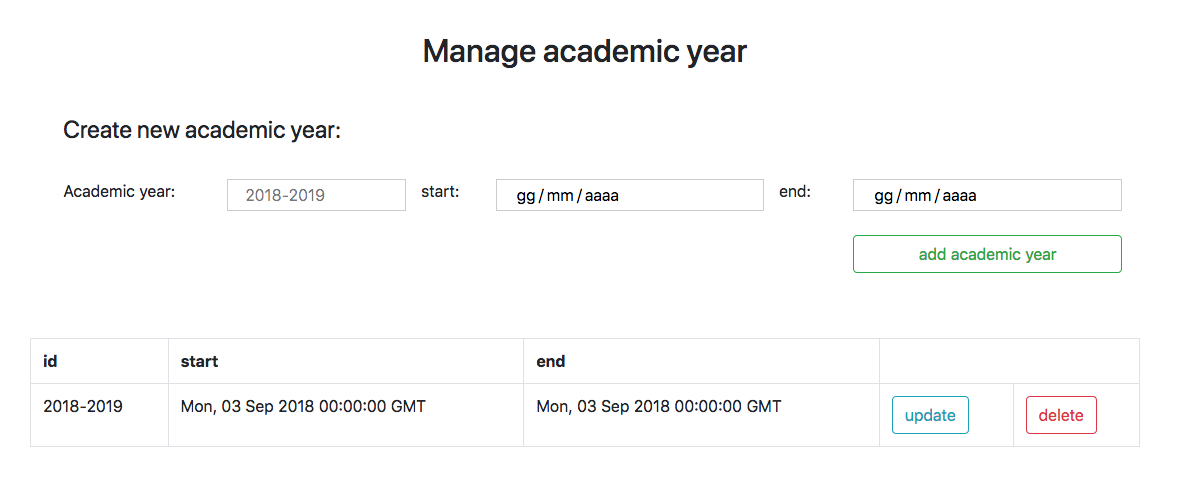 Manage academic year
Create new academic year:
Academic year: 2018-2019 start: gg/mm/aaaa end: gg/mm/aaaa
add academic year
id start end
2018-2019 Mon, 03 Sep 2018 00:00:00 GMT Mon, 03 Sep 2018 00:00:00 GMT update delete